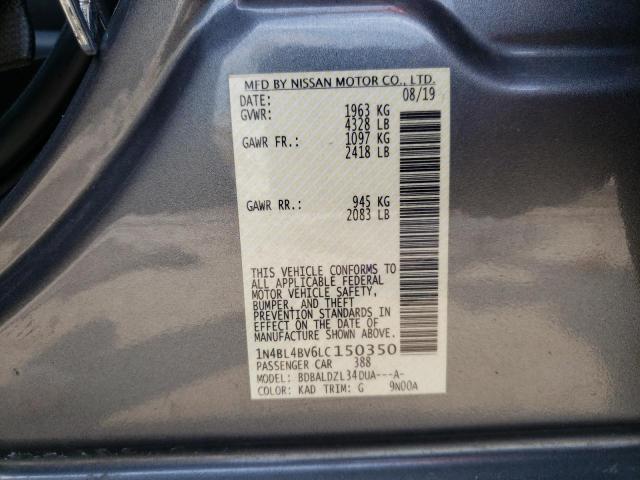 MFD BY NISSAN MOTOR CO., LTD.
DATE: 08/19
GVWR: 1963 KG
4328 LB
GAWR FR.: 1097 KG
2418 LB
GAWR RR.: 945 KG
2083 LB
THIS VEHICLE CONFORMS TO
ALL APPLICABLE FEDERAL
MOTOR VEHICLE SAFETY,
BUMPER, AND THEFT
PREVENTION STANDARDS IN
EFFECT ON THE DATE OF
MANUFACTURE SHOWN ABOVE.
1N4BL4BV6LC150350
PASSENGER CAR 388
MODEL: BDBALDZL34DUA---A-
COLOR: KAD TRIM: G 9N00A